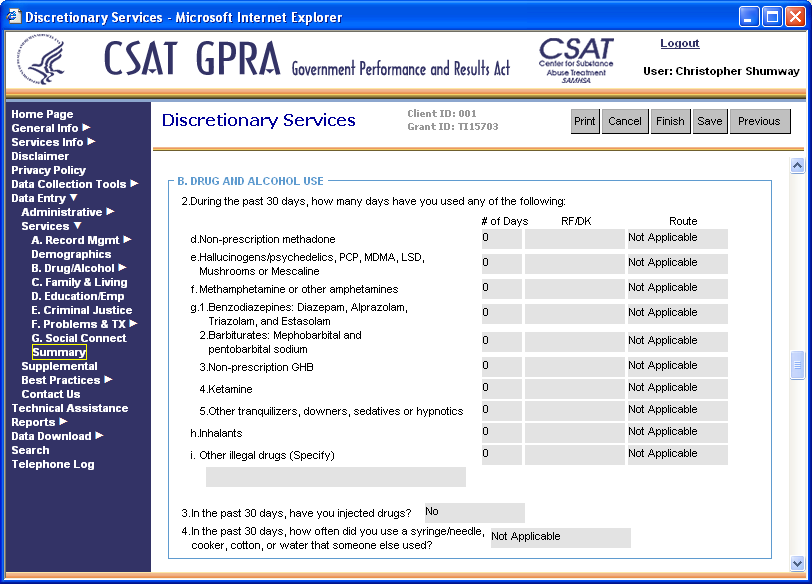 Discretionary Services - Microsoft Internet Explorer
CSAT GPRA Government Performance and Results Act
CSAT
Center for Substance
Abuse Treatment
SAMHSA
Logout
User: Christopher Shumway
Home Page
General Info
Services Info
Disclaimer
Privacy Policy
Data Collection Tools
Data Entry
Administrative
Services
A. Record Mgmt
Demographics
B. Drug/Alcohol
C. Family & Living
D. Education/Emp
E. Criminal Justice
F. Problems & TX
G. Social Connect
Summary
Supplemental
Best Practices
Contact Us
Technical Assistance
Reports
Data Download
Search
Telephone Log
Discretionary Services
Client ID: 001
Grant ID: TI15703
Print Cancel Finish Save Previous
B. DRUG AND ALCOHOL USE
2.During the past 30 days, how many days have you used any of the following:
# of Days RF/DK Route
d.Non-prescription methadone 0 Not Applicable
e.Hallucinogens/psychedelics, PCP, MDMA, LSD, 0 Not Applicable
Mushrooms or Mescaline
f. Methamphetamine or other amphetamines 0 Not Applicable
g.1.Benzodiazepines: Diazepam, Alprazolam, 0 Not Applicable
Triazolam, and Estasolam
2.Barbiturates: Mephobarbital and 0 Not Applicable
pentobarbital sodium
3.Non-prescription GHB 0 Not Applicable
4.Ketamine 0 Not Applicable
5.Other tranquilizers, downers, sedatives or hypnotics 0 Not Applicable
h.Inhalants 0 Not Applicable
i. Other illegal drugs (Specify) 0 Not Applicable
3.In the past 30 days, have you injected drugs? No
4.In the past 30 days, how often did you use a syringe/needle, Not Applicable
cooker, cotton, or water that someone else used?